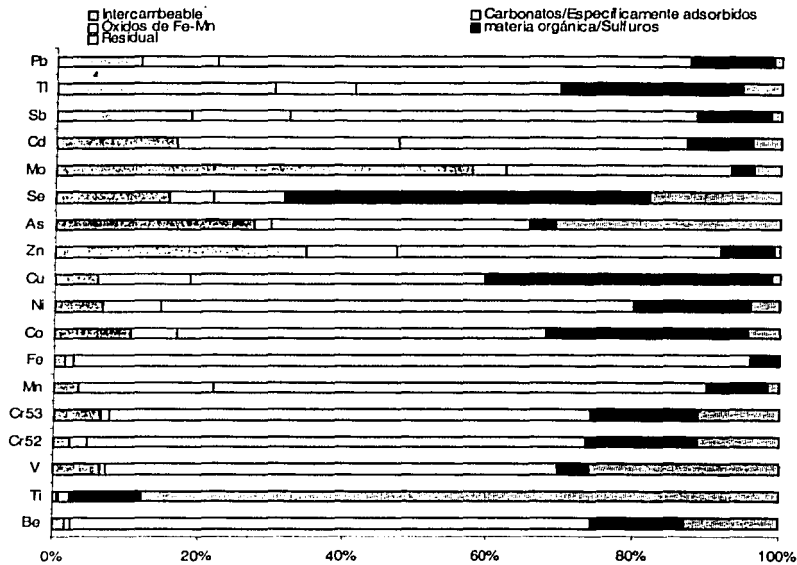 Intercambeable
Carbonatos/Específicamente adsorbidos
Óxidos de Fe-Mn
materia orgánica/Sulfuros
Residual
Pb
Tl
Sb
Cd
Mo
Se
As
Zn
Cu
Ni
Co
Fe
Mn
Cr53
Cr52
V
Ti
Be
0%
20%
40%
60%
80%
100%